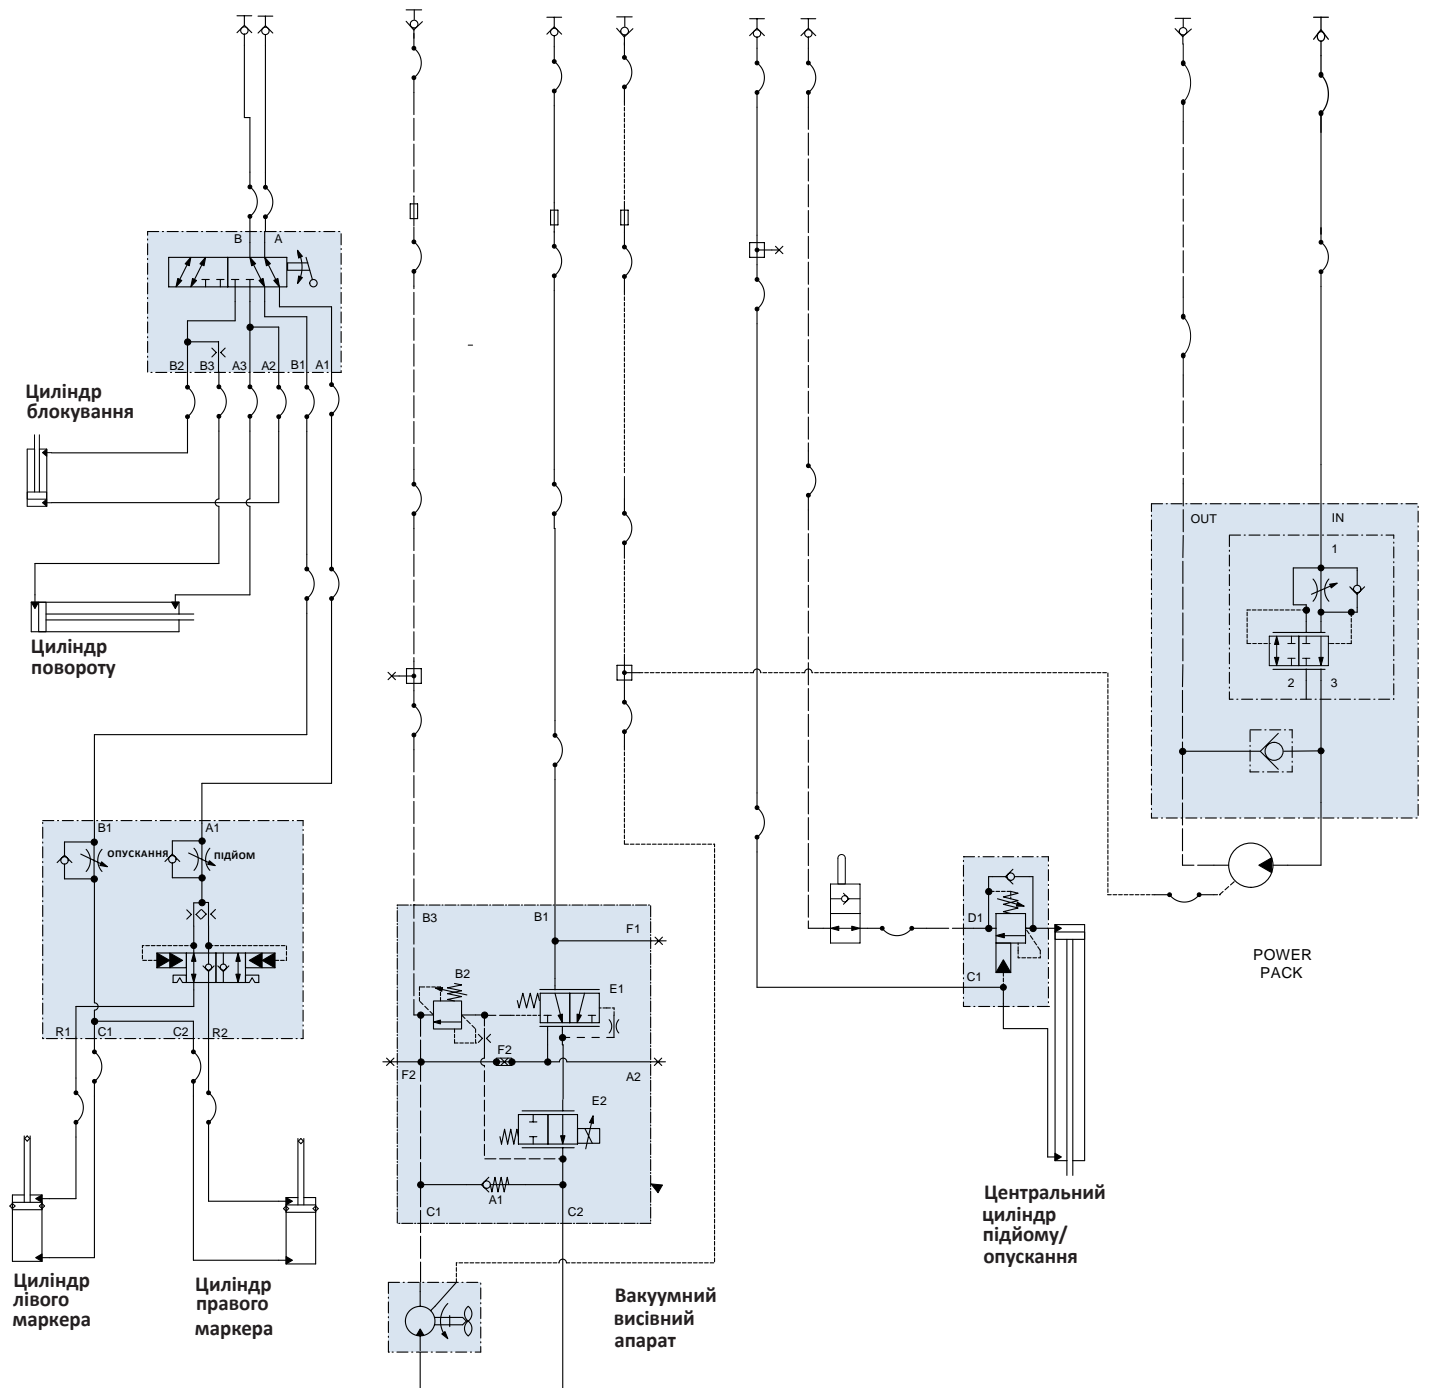 B A
B2 B3 A3 A2 B1 A1
Циліндр
блокування
OUT IN
1
Циліндр
повороту
2 3
B1 A1
ОПУСКАННЯ ПІДЙОМ
R1 C1 C2 R2
B3 B1
F1
D1
C1
POWER
PACK
B2 E1
F2
F2 A2
E2
A1
C1 C2
Центральний
циліндр
підйому/
опускання
Циліндр
лівого
маркера
Циліндр
правого
маркера
Вакуумний
висівний
апарат